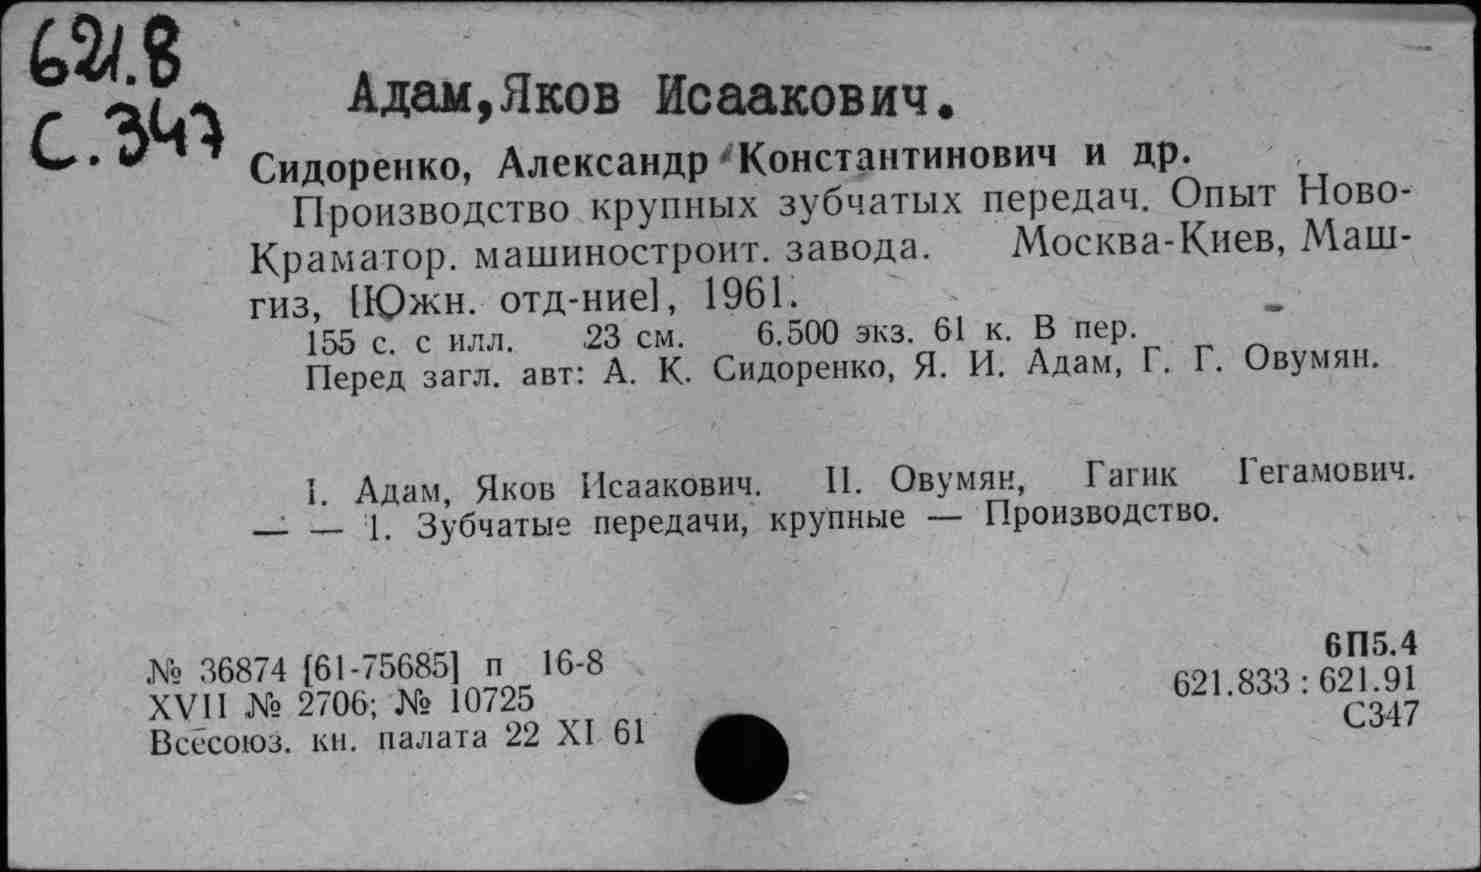 621.8
С.347
Адам, Яков Исаакович.
Сидоренко, Александр Константинович и др.
Производство крупных зубчатых передач. Опыт Ново-
Краматор. машиностроит. завода. Москва-Киев, Маш-
гиз, [Южн. отд-ние], 1961.
155 с. с илл. 23 см. 6.500 экз. 61 к. В пер.
Перед загл. авт: А. К. Сидоренко, Я. И. Адам, Г. Г. Овумян.
I. Адам, Яков Исаакович. II. Овумян, Гагик Гегамович.
— — 1. Зубчатые передачи, крупные — Производство.
6П5.4
№ 36874 [61-75685] п 16-8
621.833 : 621.91
XVII № 2706; № 10725
С347
Всесоюз. кн. палата 22 XI 61